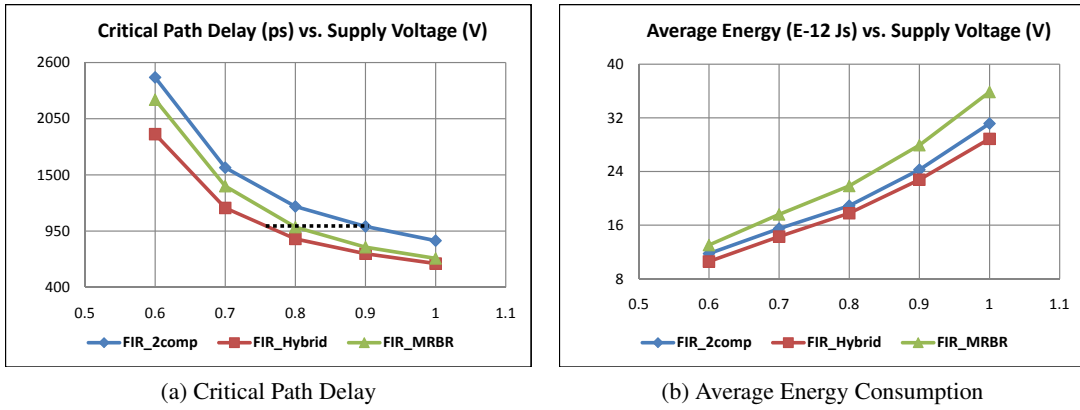 Critical Path Delay (ps) vs. Supply Voltage (V)
2600
2050
1500
950
400
0.5 0.6 0.7 0.8 0.9 1 1.1
FIR_2comp FIR_Hybrid FIR_MRBR
(a) Critical Path Delay
Average Energy (E-12 Js) vs. Supply Voltage (V)
40
32
24
16
8
0.5 0.6 0.7 0.8 0.9 1 1.1
FIR_2comp FIR_Hybrid FIR_MRBR
(b) Average Energy Consumption